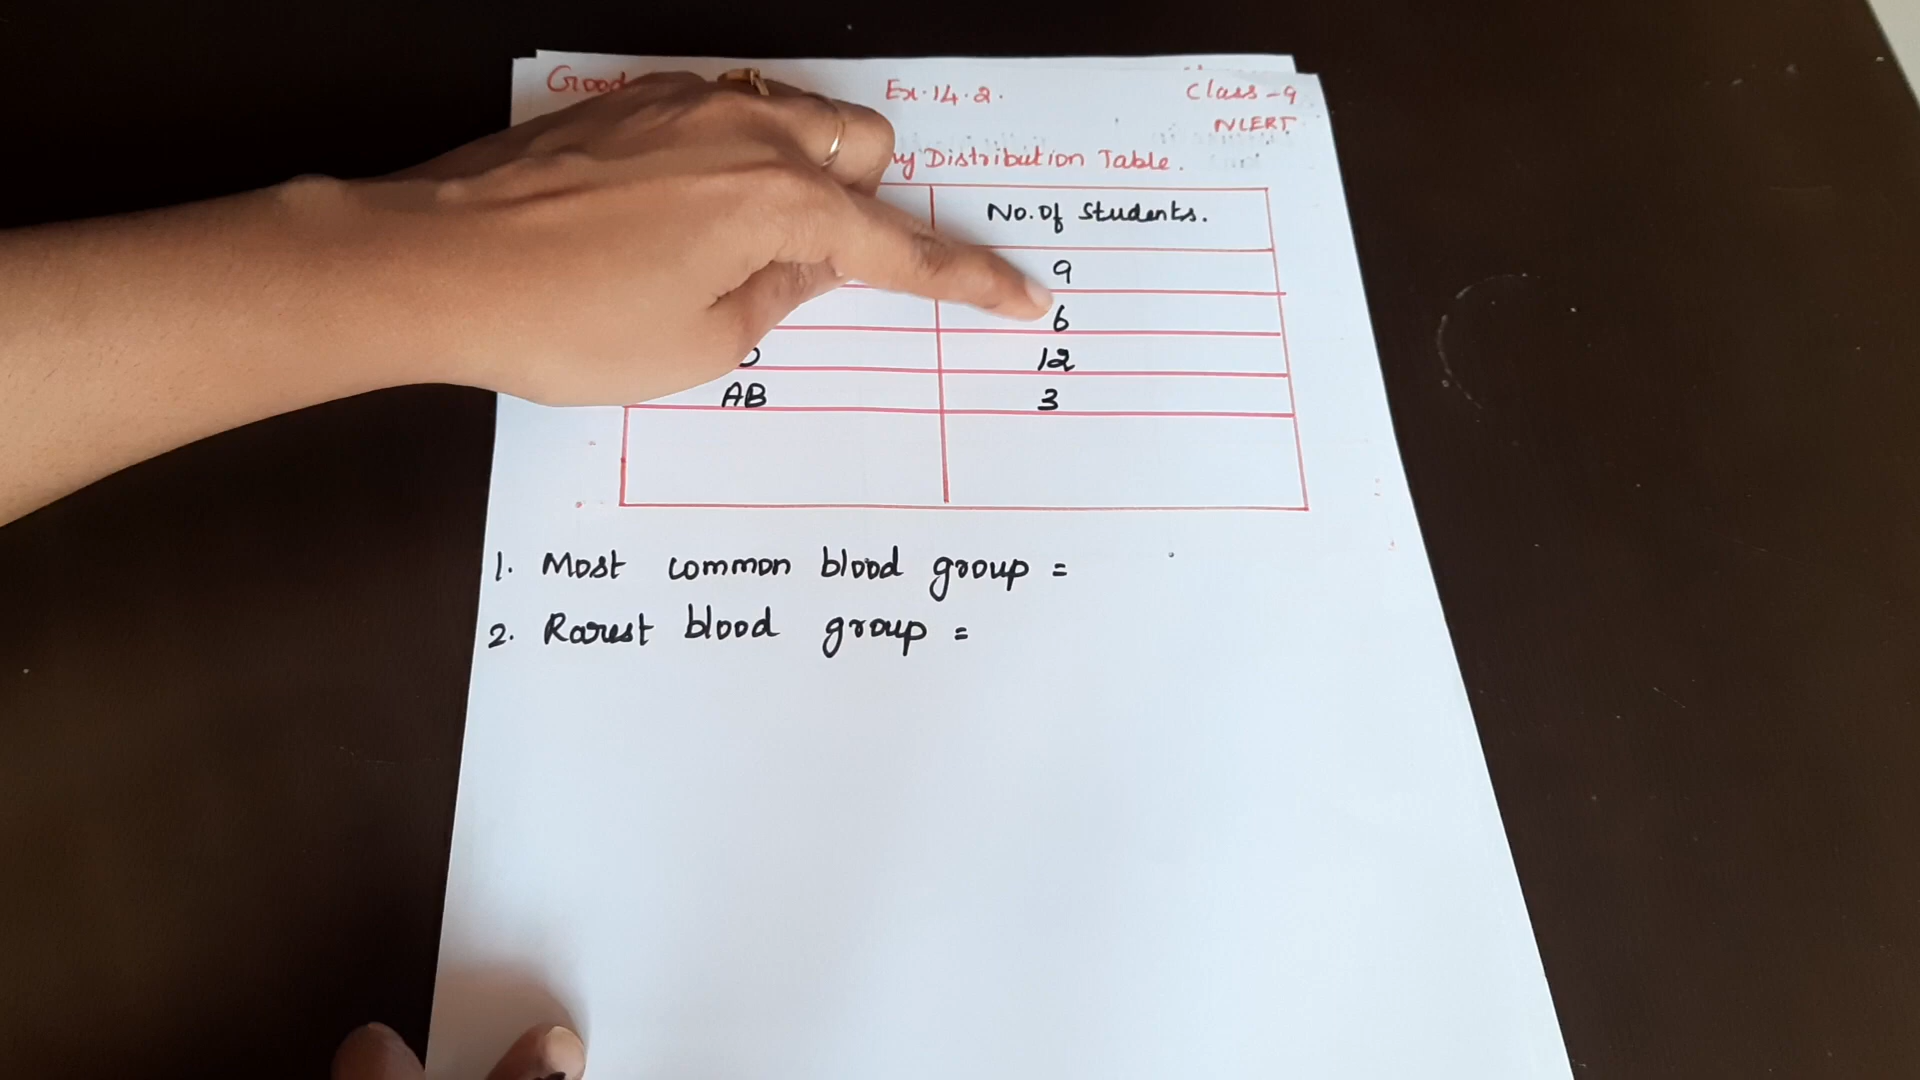 Good Ex.14.2. Class-9
NCERT
Distribution Table.
No. of Students.
9
6
12
AB 3
1. Most common blood group =
2. Rarest blood group =